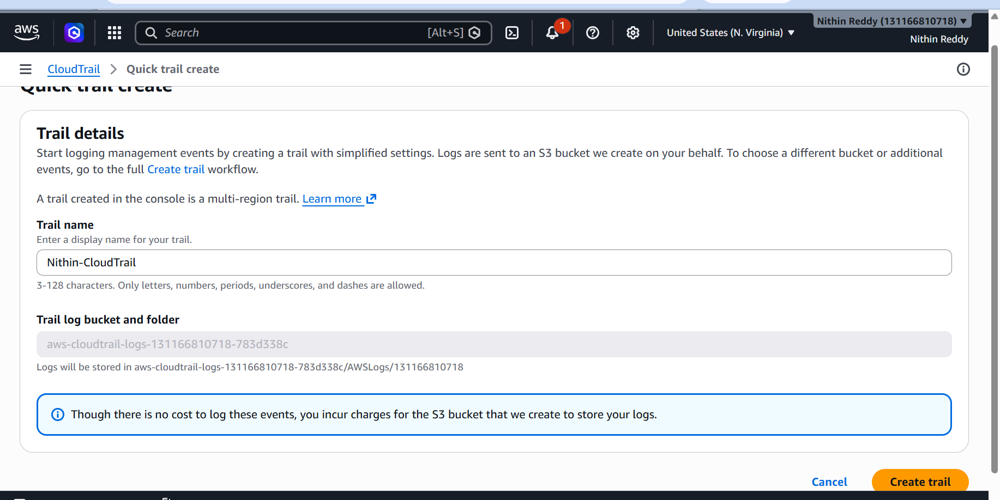 aws
Search [Alt+S]
1
United States (N. Virginia)
Nithin Reddy (131166810718)
Nithin Reddy
CloudTrail
Quick trail create
Quick trail create
Trail details
Start logging management events by creating a trail with simplified settings. Logs are sent to an S3 bucket we create on your behalf. To choose a different bucket or additional
events, go to the full Create trail workflow.
A trail created in the console is a multi-region trail. Learn more
Trail name
Enter a display name for your trail.
Nithin-CloudTrail
3-128 characters. Only letters, numbers, periods, underscores, and dashes are allowed.
Trail log bucket and folder
aws-cloudtrail-logs-131166810718-783d338c
Logs will be stored in aws-cloudtrail-logs-131166810718-783d338c/AWSLogs/131166810718
Though there is no cost to log these events, you incur charges for the S3 bucket that we create to store your logs.
Cancel
Create trail